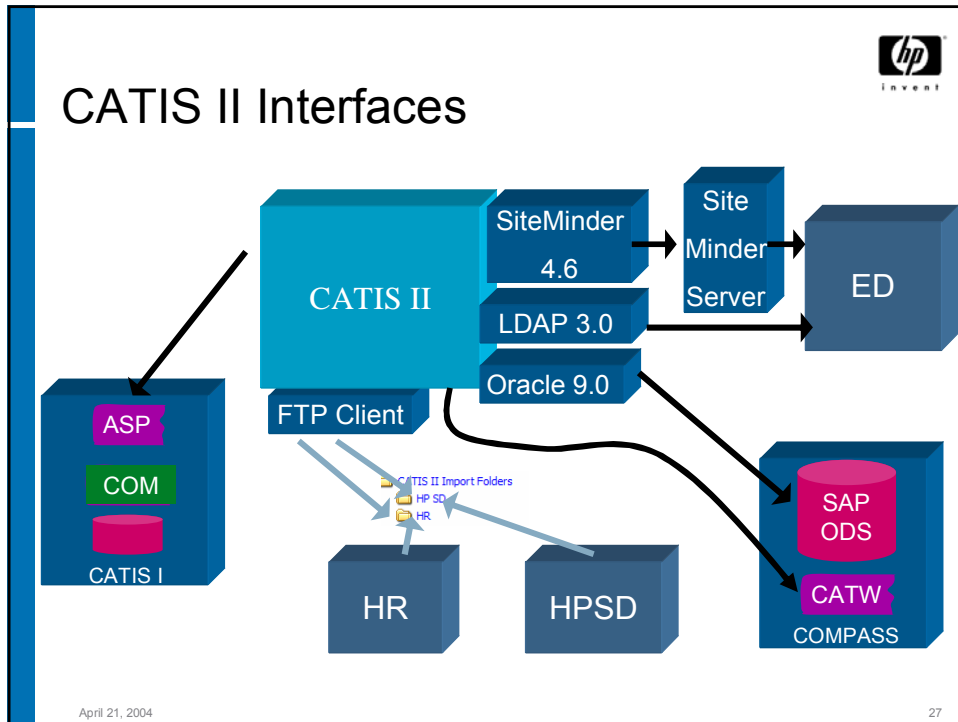 hp
invent
CATIS II Interfaces
SiteMinder
4.6
Site
Minder
Server
ED
CATIS II
LDAP 3.0
Oracle 9.0
FTP Client
ASP
COM
CATIS I
CATIS II Import Folders
HP SD
HR
HR
HPSD
SAP
ODS
CATW
COMPASS
April 21, 2004
27